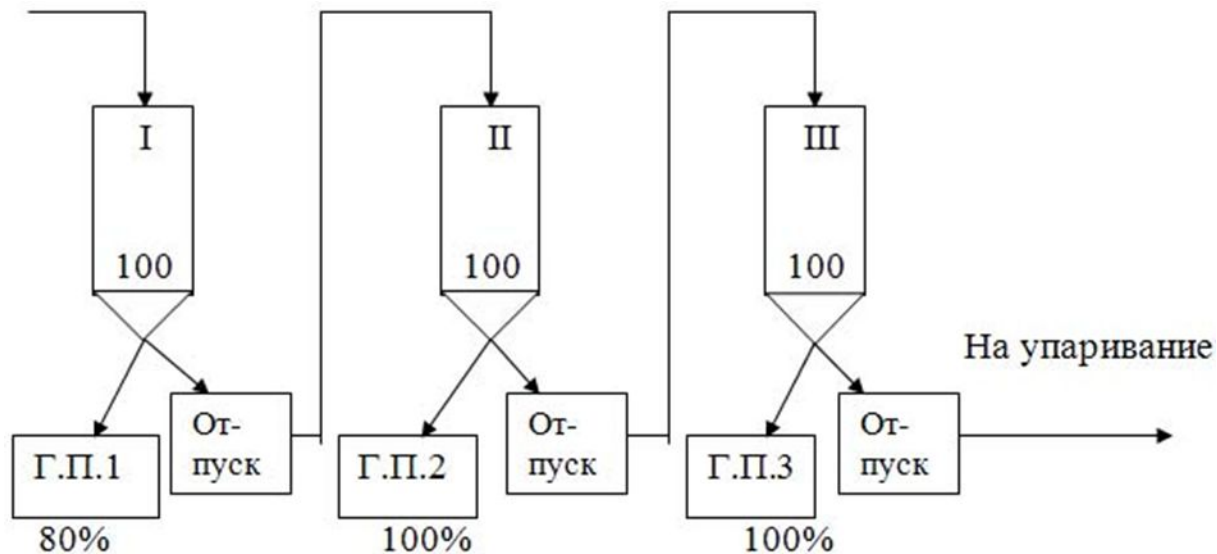 I
II
III
100
100
100
На упаривание
От-
пуск
От-
пуск
От-
пуск
Г.П.1
Г.П.2
Г.П.3
80%
100%
100%